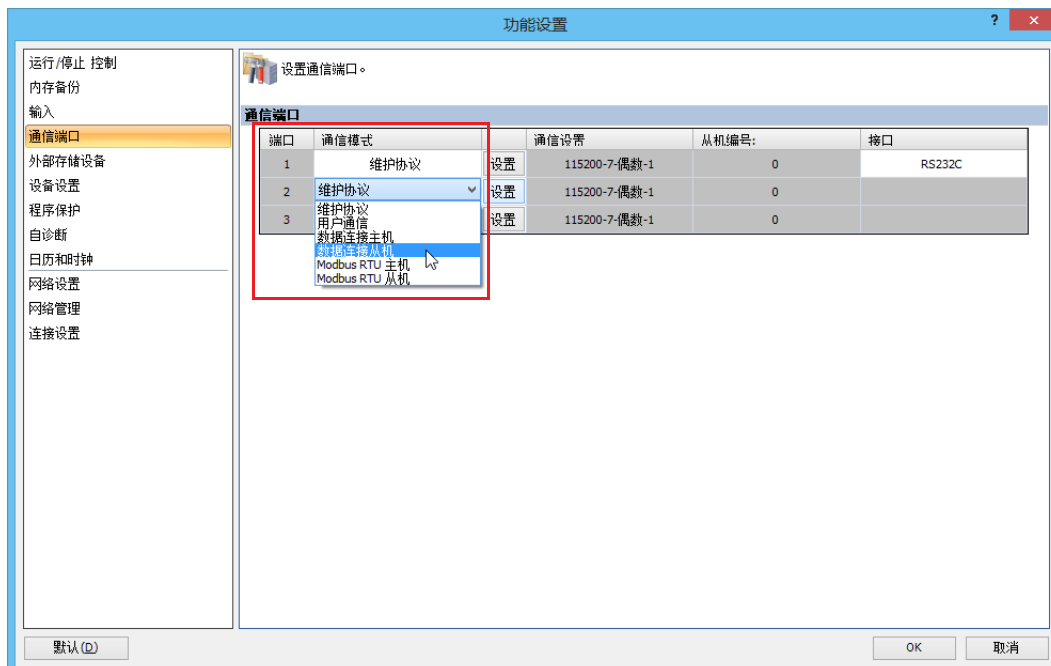 功能设置
?
×
运行/停止 控制
内存备份
输入
通信端口
外部存储设备
设备设置
程序保护
自诊断
日历和时钟
网络设置
网络管理
连接设置
设置通信端口。
通信端口
端口 通信模式 通信设置 从机编号: 接口
1 维护协议 设置 115200-7-偶数-1 0 RS232C
2 维护协议 设置 115200-7-偶数-1 0
3 设置 115200-7-偶数-1 0
维护协议
用户通信
数据连接主机
数据连接从机
Modbus RTU 主机
Modbus RTU 从机
默认(D)
OK
取消